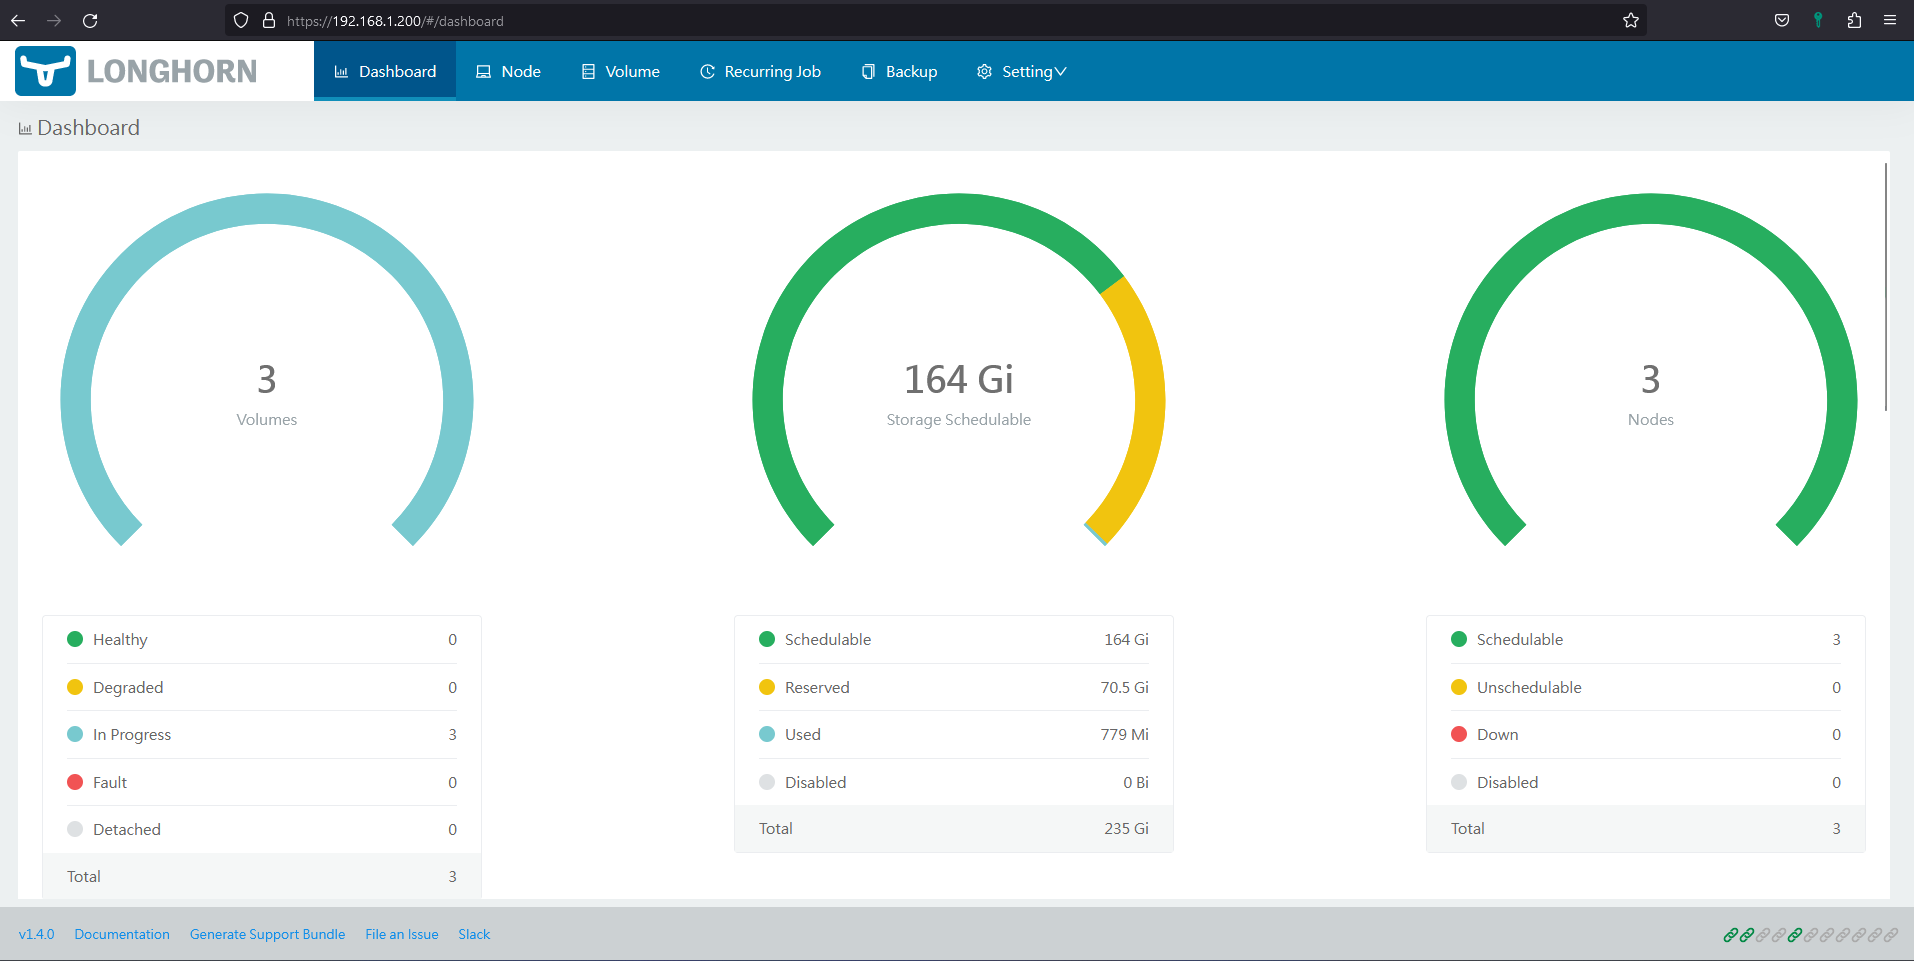 https://192.168.1.200/#/dashboard
LONGHORN
Dashboard
Node
Volume
Recurring Job
Backup
Setting
Dashboard
3
Volumes
Healthy 0
Degraded 0
In Progress 3
Fault 0
Detached 0
Total 3
164 Gi
Storage Schedulable
Schedulable 164 Gi
Reserved 70.5 Gi
Used 779 Mi
Disabled 0 Bi
Total 235 Gi
3
Nodes
Schedulable 3
Unschedulable 0
Down 0
Disabled 0
Total 3
v1.4.0 Documentation Generate Support Bundle File an Issue Slack